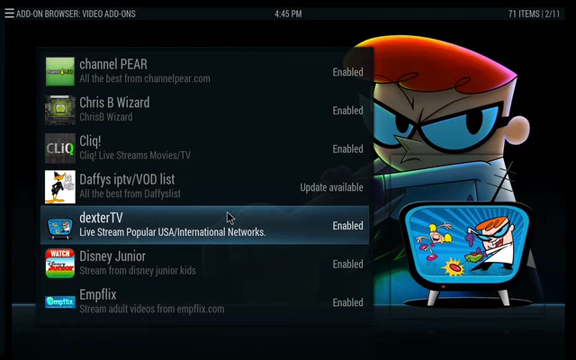 ADD-ON BROWSER: VIDEO ADD-ONS
4:45 PM
71 ITEMS | 2/11
channel PEAR
All the best from channelpear.com
Enabled
Chris B Wizard
ChrisB Wizard
Enabled
CLiQ
Cliq!
Cliq! Live Streams Movies/TV
Enabled
Daffys iptv/VOD list
All the best from Daffyslist
Update available
dexterTV
Live Stream Popular USA/International Networks.
Enabled
WATCH
Disney Junior
Stream from disney junior kids
Enabled
Empflix
Empflix
Stream adult videos from empflix.com
Enabled